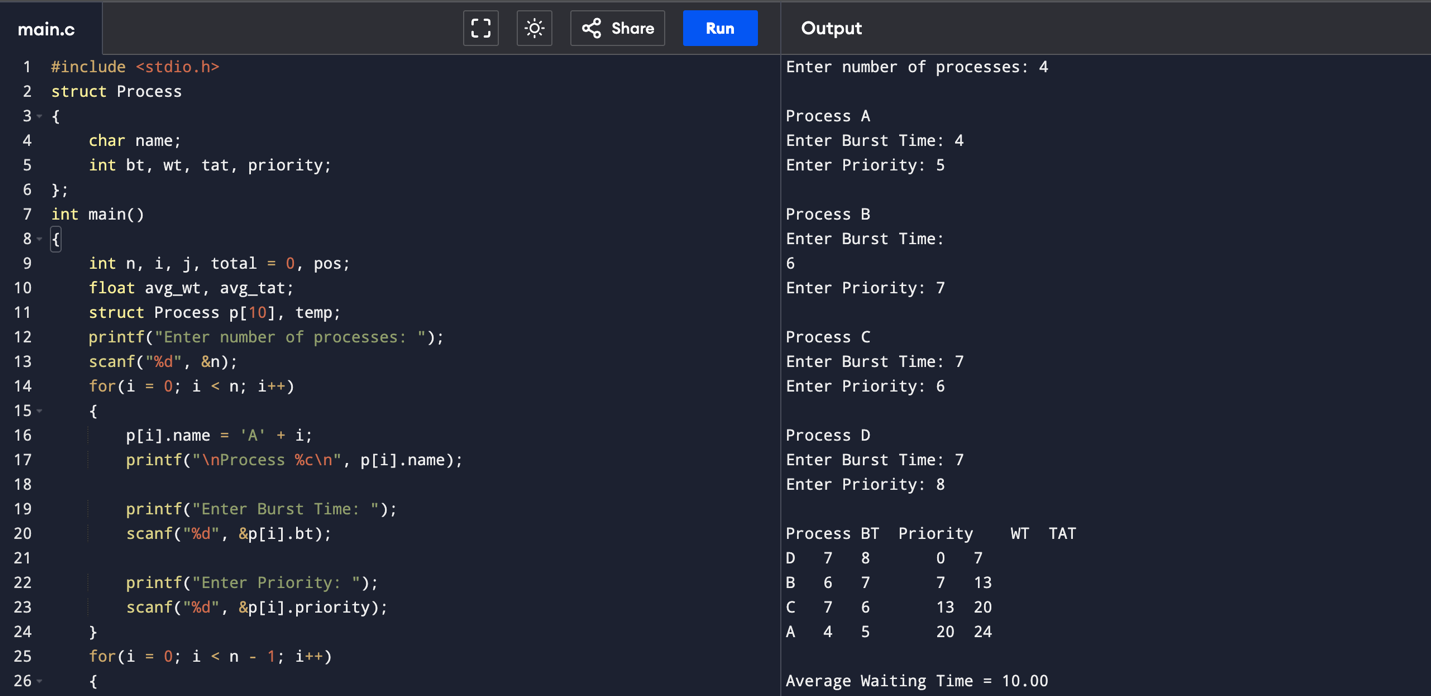 main.c
Share
Run
Output
1 #include <stdio.h>
2 struct Process
3 {
4     char name;
5     int bt, wt, tat, priority;
6 };
7 int main()
8 {
9     int n, i, j, total = 0, pos;
10     float avg_wt, avg_tat;
11     struct Process p[10], temp;
12     printf("Enter number of processes: ");
13     scanf("%d", &n);
14     for(i = 0; i < n; i++)
15     {
16         p[i].name = 'A' + i;
17         printf("\nProcess %c\n", p[i].name);
18
19         printf("Enter Burst Time: ");
20         scanf("%d", &p[i].bt);
21
22         printf("Enter Priority: ");
23         scanf("%d", &p[i].priority);
24     }
25     for(i = 0; i < n - 1; i++)
26     {
Enter number of processes: 4
Process A
Enter Burst Time: 4
Enter Priority: 5
Process B
Enter Burst Time:
6
Enter Priority: 7
Process C
Enter Burst Time: 7
Enter Priority: 6
Process D
Enter Burst Time: 7
Enter Priority: 8
Process BT  Priority    WT  TAT
D   7   8       0   7
B   6   7       7   13
C   7   6       13  20
A   4   5       20  24
Average Waiting Time = 10.00